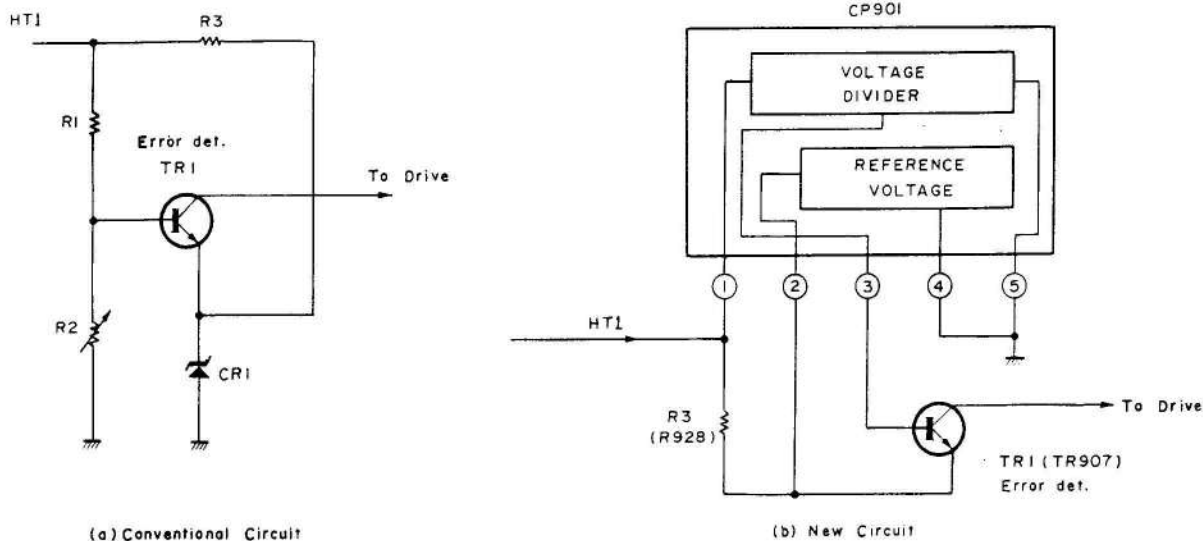 HT1
R3
R1
Error det.
TR1
To Drive
R2
CR1
(a) Conventional Circuit
CP901
VOLTAGE
DIVIDER
REFERENCE
VOLTAGE
1
2
3
4
5
HT1
R3
(R928)
To Drive
TR1 (TR907)
Error det.
(b) New Circuit